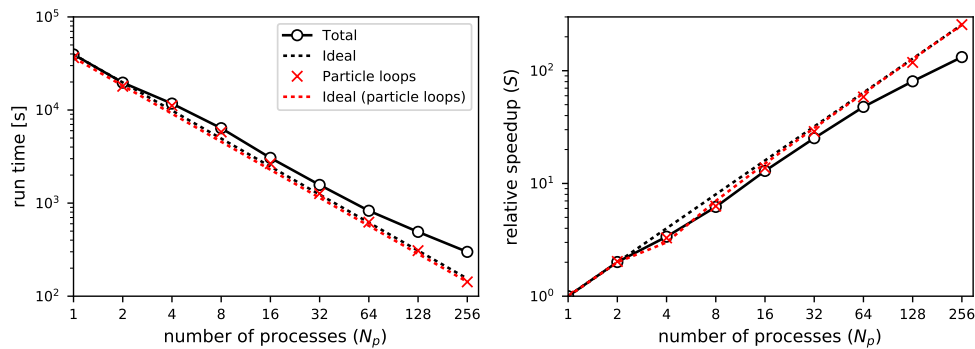 10^5
10^4
10^3
10^2
run time [s]
Total
Ideal
Particle loops
Ideal (particle loops)
1 2 4 8 16 32 64 128 256
number of processes (N_p)
10^2
10^1
10^0
relative speedup (S)
1 2 4 8 16 32 64 128 256
number of processes (N_p)